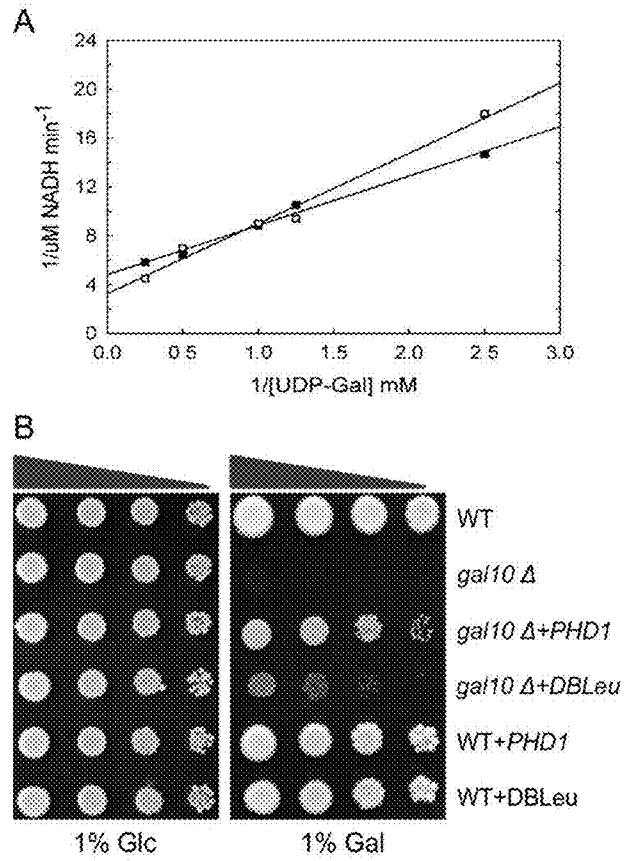 A
24
20
16
12
8
4
0
1/uM NADH min-1
0.0 0.5 1.0 1.5 2.0 2.5 3.0
1/[UDP-Gal] mM
B
WT
gal10 Δ
gal10 Δ+PHD1
gal10 Δ+DBLeu
WT+PHD1
WT+DBLeu
1% Glc 1% Gal